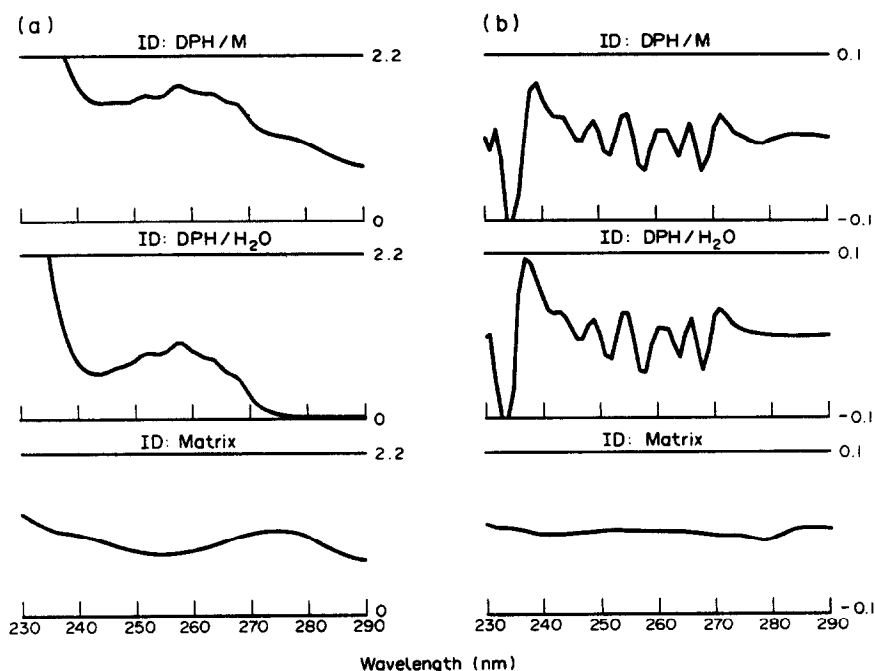 (a) (b)
ID: DPH/M ID: DPH/M
2.2 0.1
0 -0.1
ID: DPH/H₂O ID: DPH/H₂O
2.2 0.1
0 -0.1
ID: Matrix ID: Matrix
2.2 0.1
0 -0.1
230 240 250 260 270 280 290 230 240 250 260 270 280 290
Wavelength (nm)